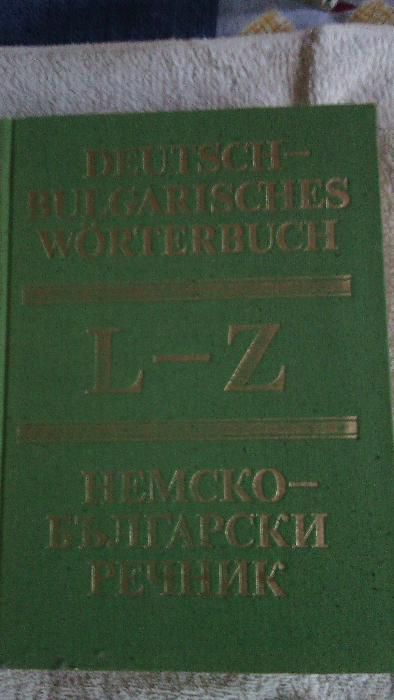 DEUTSCH–
BULGARISCHES
WÖRTERBUCH
L–Z
НЕМСКО–
БЪЛГАРСКИ
РЕЧНИК